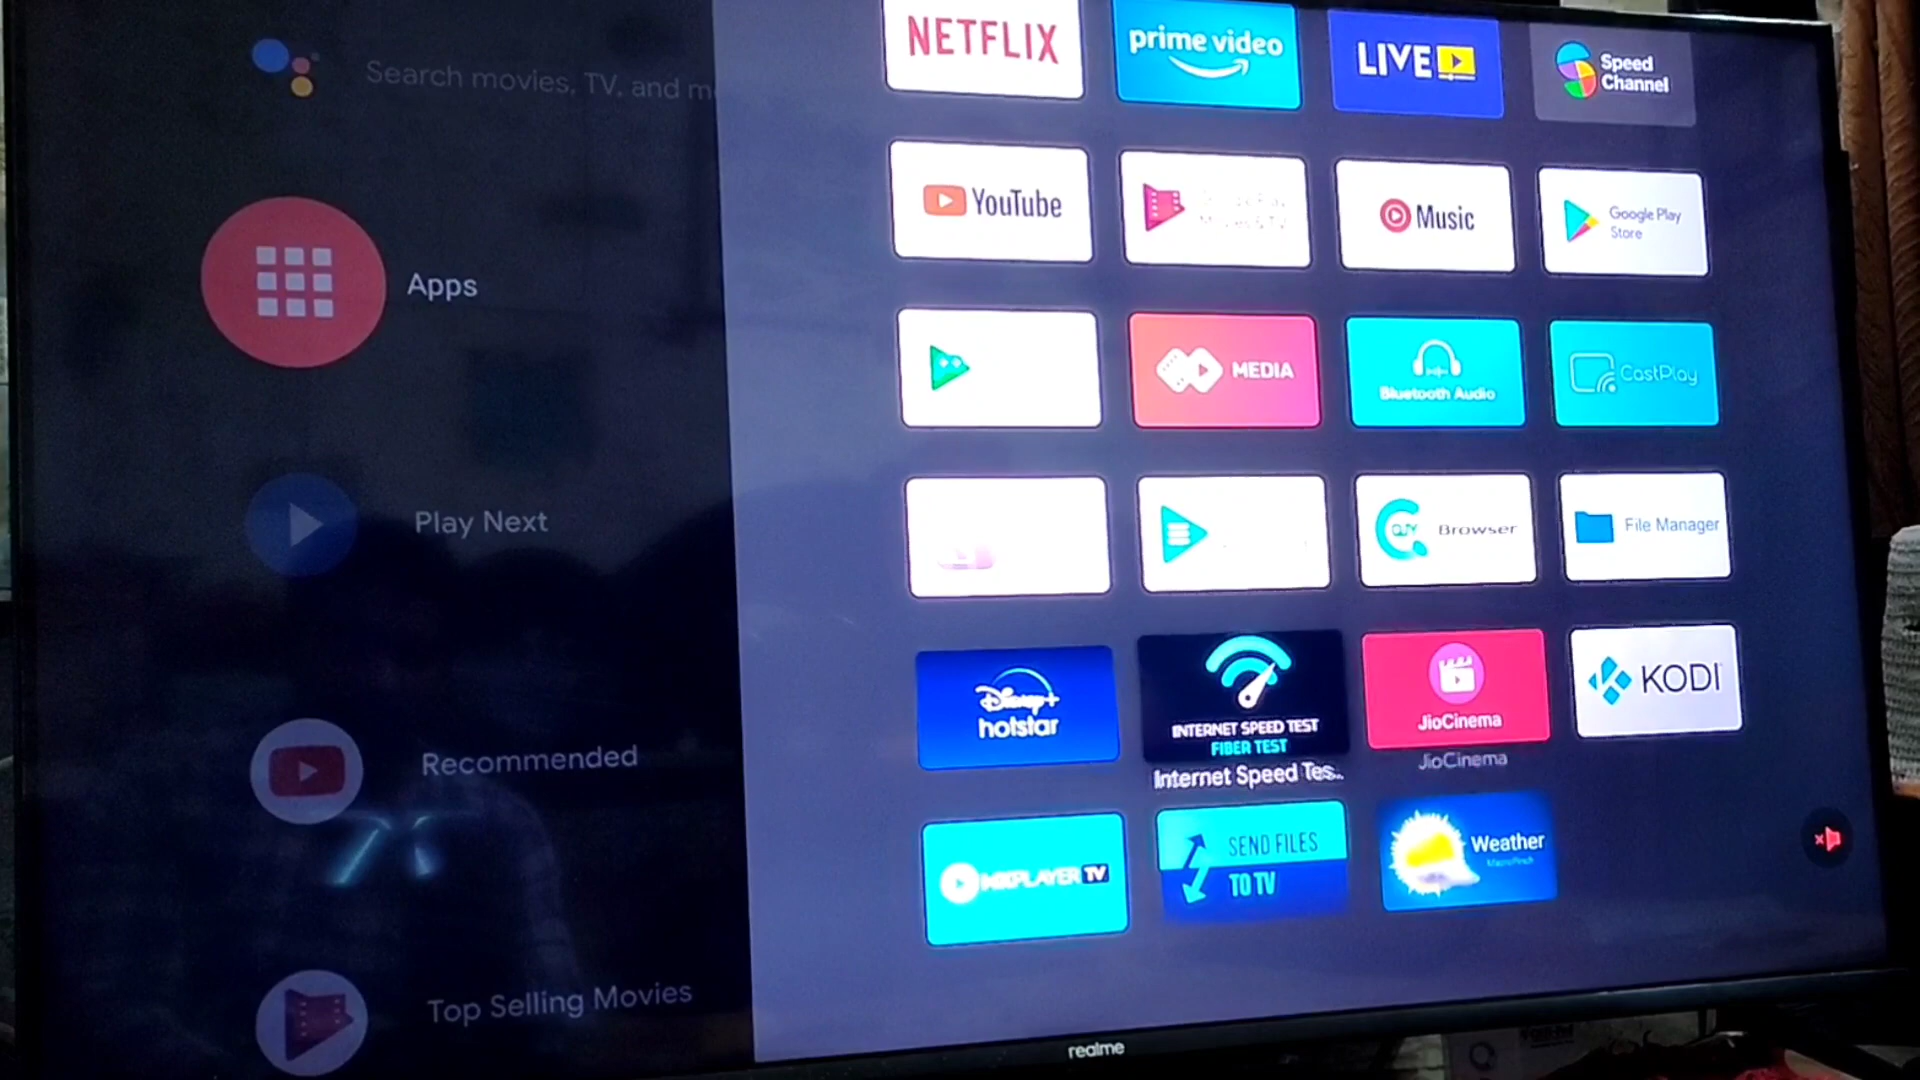 Search movies, TV, and m
Apps
Play Next
Recommended
Top Selling Movies
NETFLIX
prime video
LIVE
Speed
Channel
YouTube
Music
Google Play
Store
MEDIA
Bluetooth Audio
CastPlay
Browser
File Manager
Disney+
hotstar
INTERNET SPEED TEST
FIBER TEST
Internet Speed Tes..
JioCinema
JioCinema
KODI
MXPLAYER TV
SEND FILES
TO TV
Weather
realme